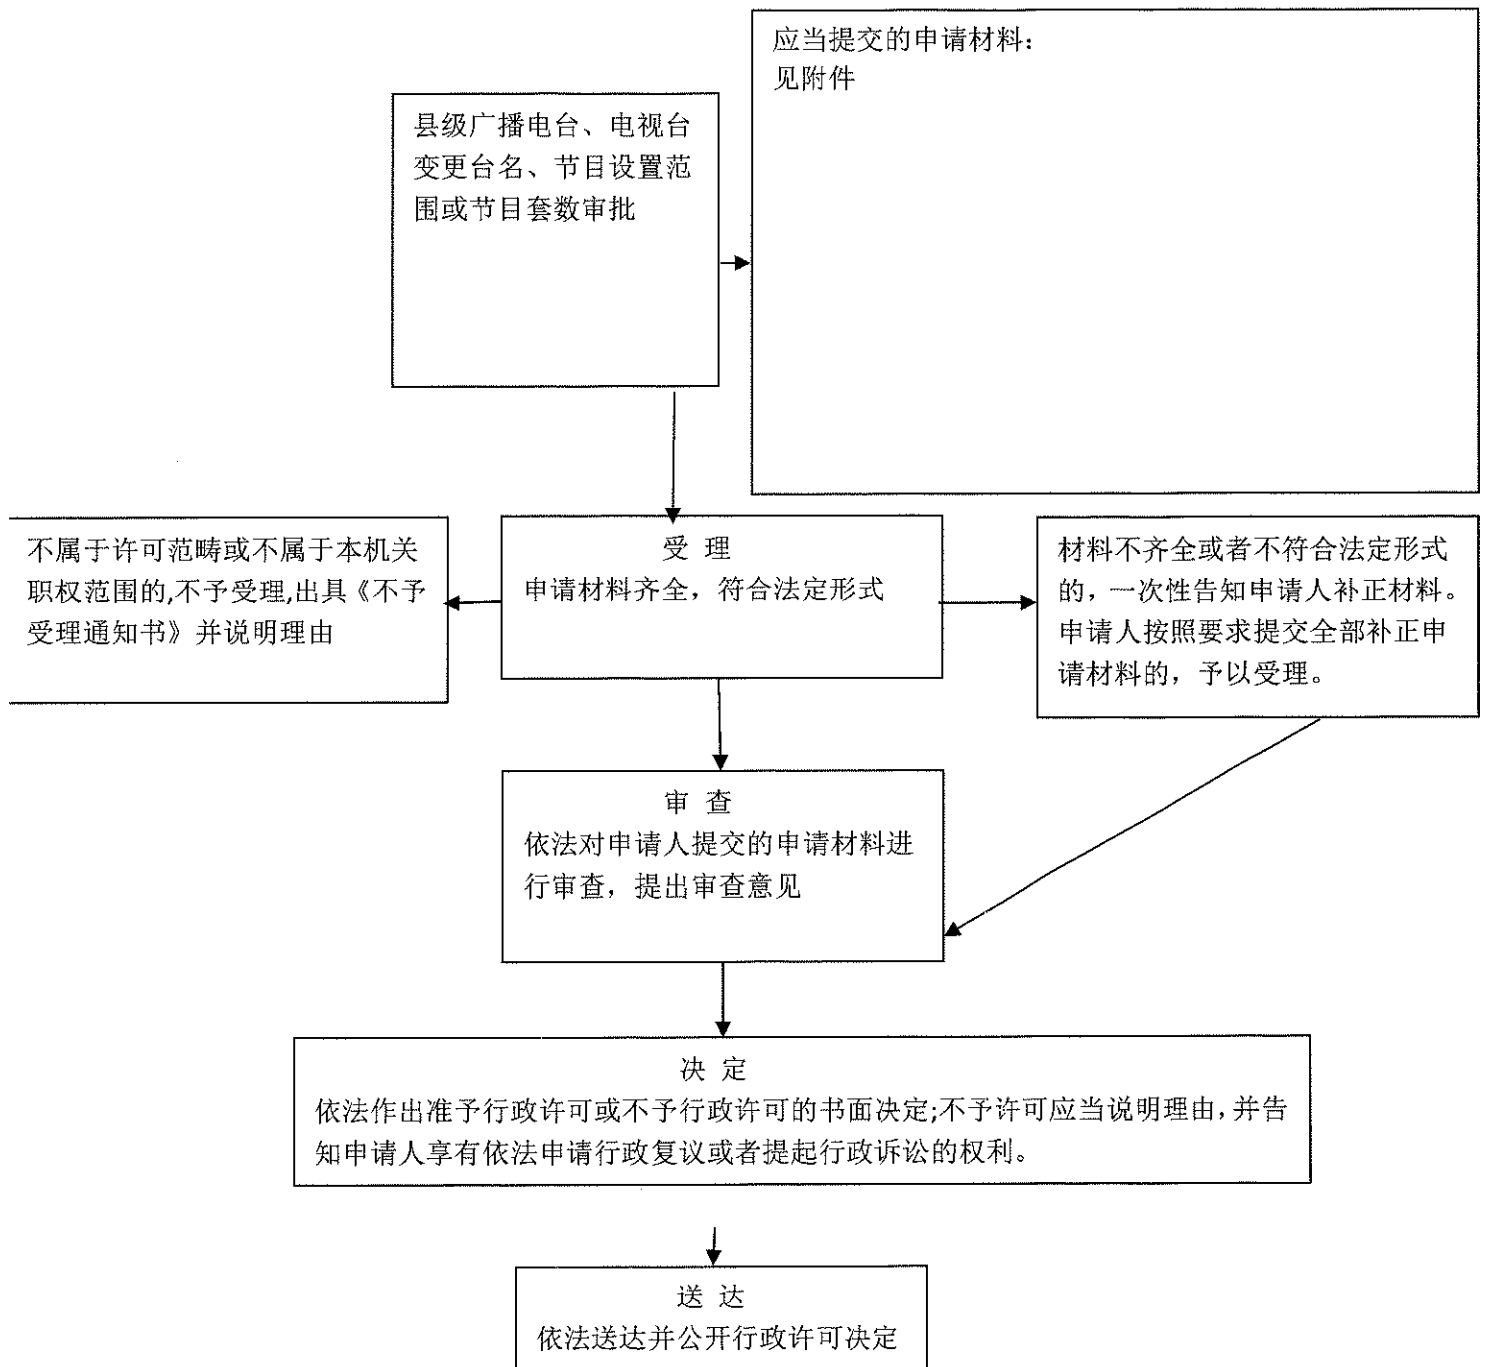 应当提交的申请材料：
见附件
县级广播电台、电视台
变更台名、节目设置范
围或节目套数审批
不属于许可范畴或不属于本机关
职权范围的,不予受理,出具《不予
受理通知书》并说明理由
受 理
申请材料齐全，符合法定形式
材料不齐全或者不符合法定形式
的，一次性告知申请人补正材料。
申请人按照要求提交全部补正申
请材料的，予以受理。
审 查
依法对申请人提交的申请材料进
行审查，提出审查意见
决 定
依法作出准予行政许可或不予行政许可的书面决定;不予许可应当说明理由,并告
知申请人享有依法申请行政复议或者提起行政诉讼的权利。
送 达
依法送达并公开行政许可决定